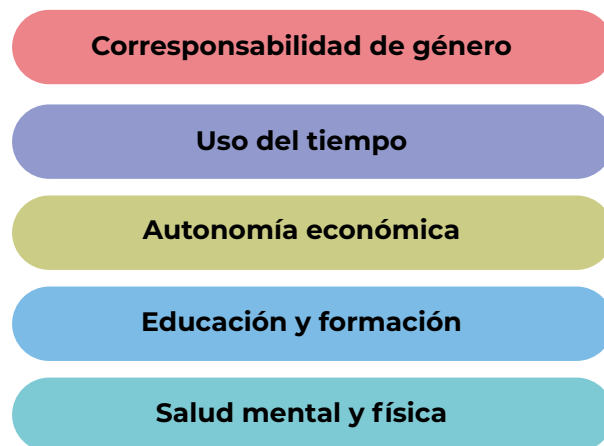 Corresponsabilidad de género
Uso del tiempo
Autonomía económica
Educación y formación
Salud mental y física